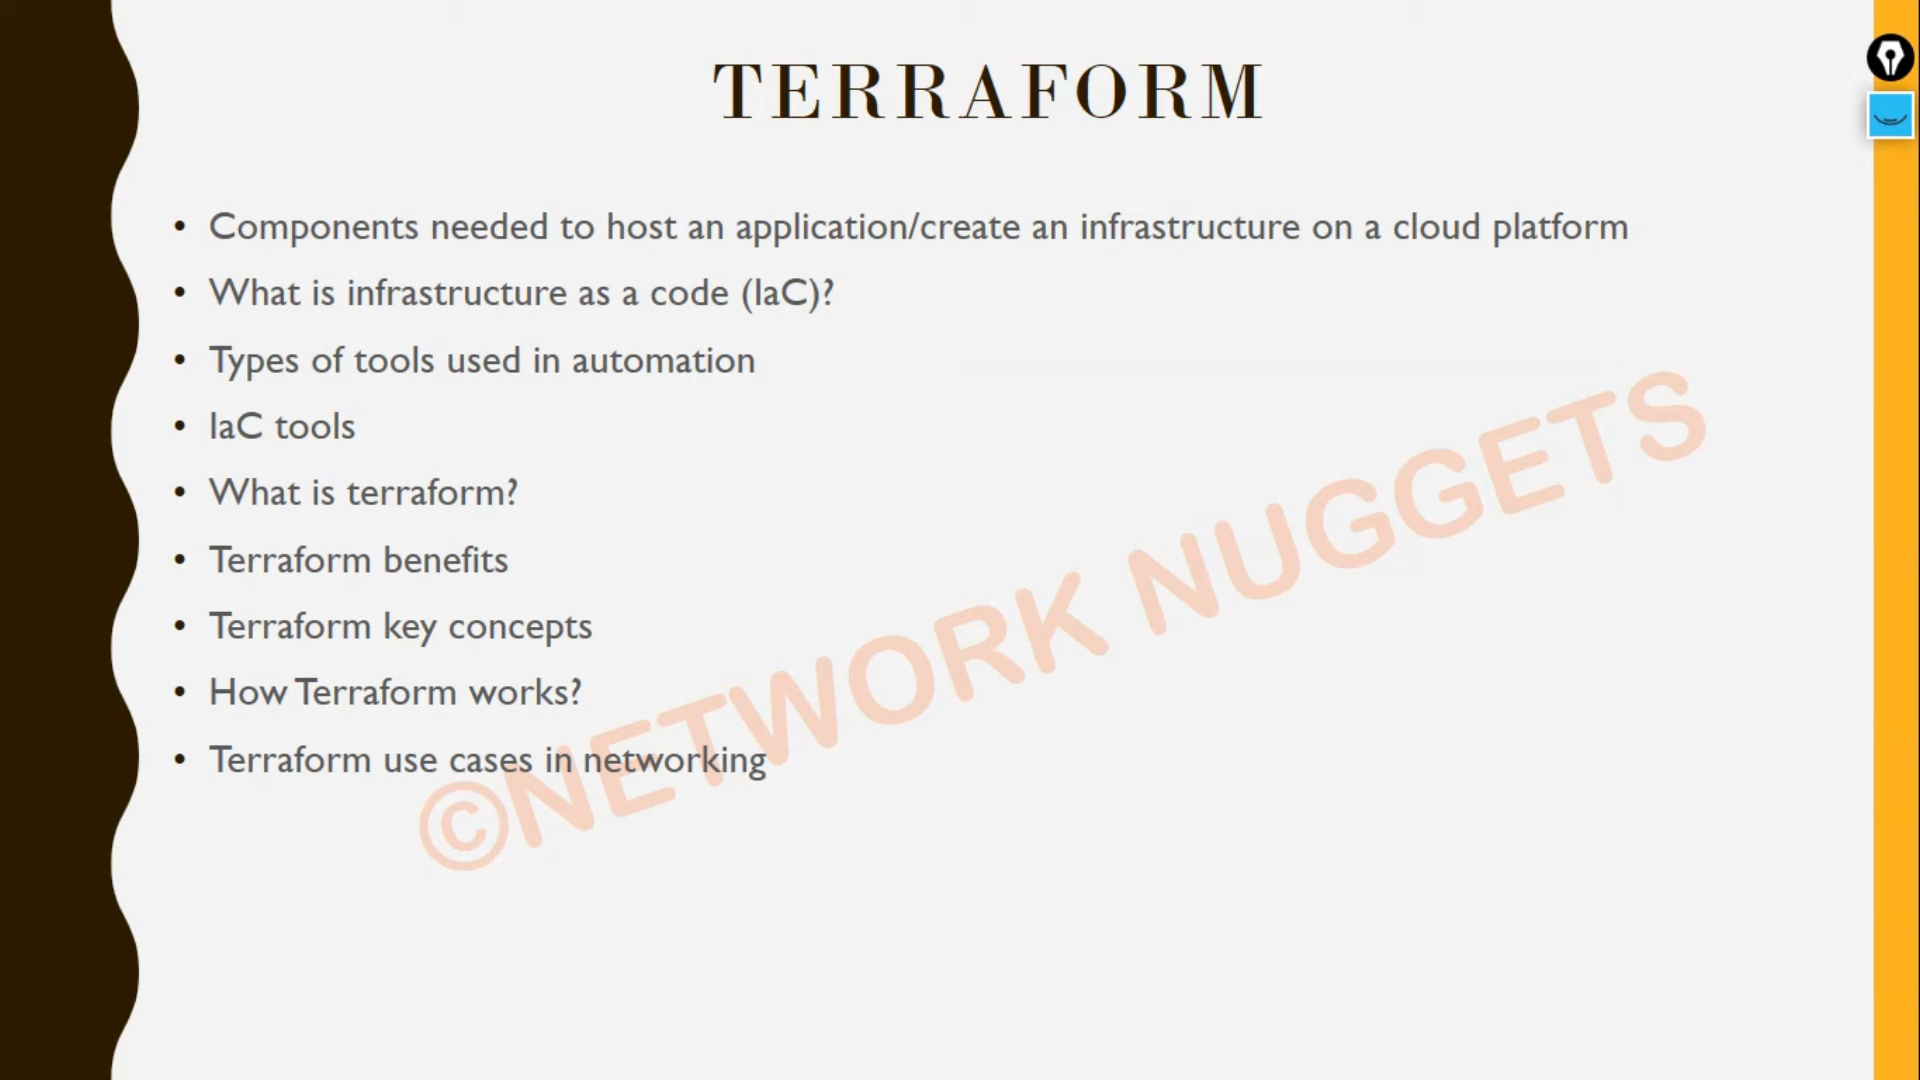 TERRAFORM
• Components needed to host an application/create an infrastructure on a cloud platform
• What is infrastructure as a code (IaC)?
• Types of tools used in automation
• IaC tools
• What is terraform?
• Terraform benefits
• Terraform key concepts
• How Terraform works?
• Terraform use cases in networking
©NETWORK NUGGETS